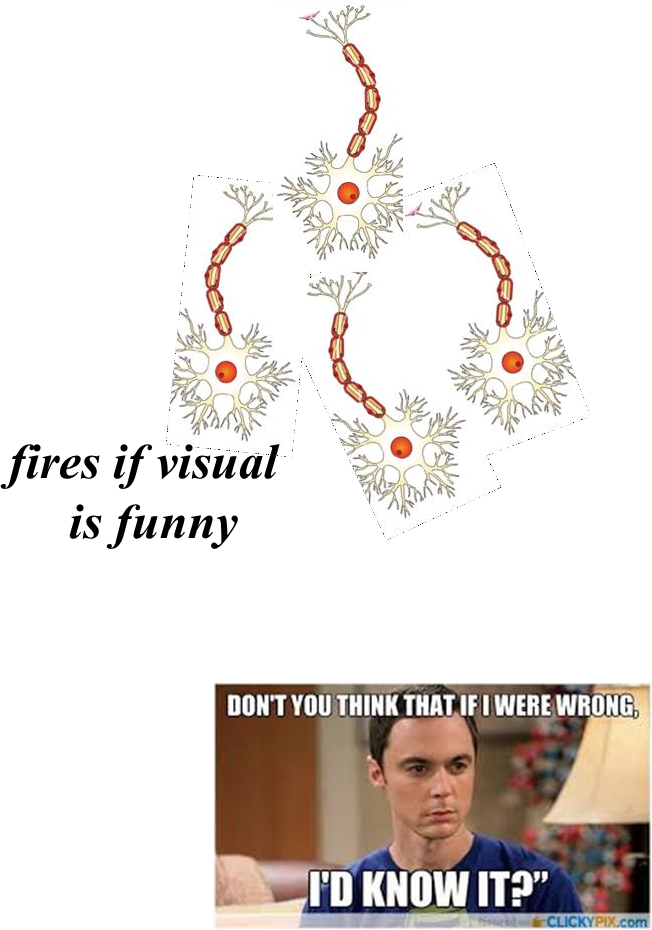 fires if visual
is funny
DON'T YOU THINK THAT IF I WERE WRONG,
I'D KNOW IT?”
CLICKYPIX.com